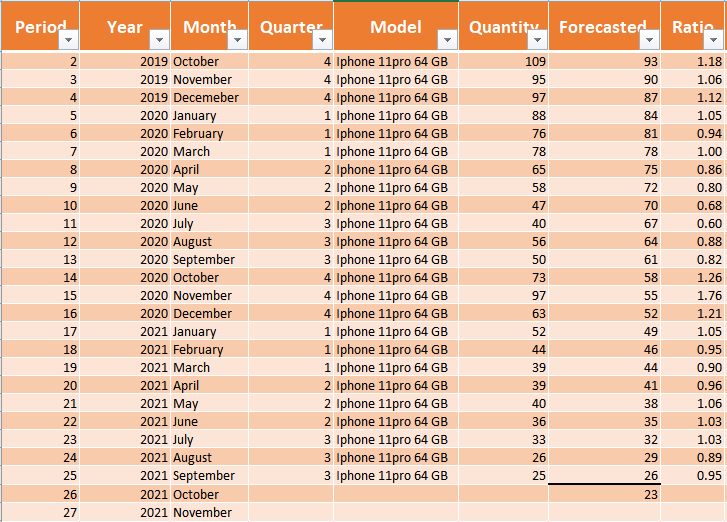 Period Year Month Quarter Model Quantity Forecasted Ratio
2 2019 October 4 Iphone 11pro 64 GB 109 93 1.18
3 2019 November 4 Iphone 11pro 64 GB 95 90 1.06
4 2019 Decemeber 4 Iphone 11pro 64 GB 97 87 1.12
5 2020 January 1 Iphone 11pro 64 GB 88 84 1.05
6 2020 February 1 Iphone 11pro 64 GB 76 81 0.94
7 2020 March 1 Iphone 11pro 64 GB 78 78 1.00
8 2020 April 2 Iphone 11pro 64 GB 65 75 0.86
9 2020 May 2 Iphone 11pro 64 GB 58 72 0.80
10 2020 June 2 Iphone 11pro 64 GB 47 70 0.68
11 2020 July 3 Iphone 11pro 64 GB 40 67 0.60
12 2020 August 3 Iphone 11pro 64 GB 56 64 0.88
13 2020 September 3 Iphone 11pro 64 GB 50 61 0.82
14 2020 October 4 Iphone 11pro 64 GB 73 58 1.26
15 2020 November 4 Iphone 11pro 64 GB 97 55 1.76
16 2020 December 4 Iphone 11pro 64 GB 63 52 1.21
17 2021 January 1 Iphone 11pro 64 GB 52 49 1.05
18 2021 February 1 Iphone 11pro 64 GB 44 46 0.95
19 2021 March 1 Iphone 11pro 64 GB 39 44 0.90
20 2021 April 2 Iphone 11pro 64 GB 39 41 0.96
21 2021 May 2 Iphone 11pro 64 GB 40 38 1.06
22 2021 June 2 Iphone 11pro 64 GB 36 35 1.03
23 2021 July 3 Iphone 11pro 64 GB 33 32 1.03
24 2021 August 3 Iphone 11pro 64 GB 26 29 0.89
25 2021 September 3 Iphone 11pro 64 GB 25 26 0.95
26 2021 October 23
27 2021 November